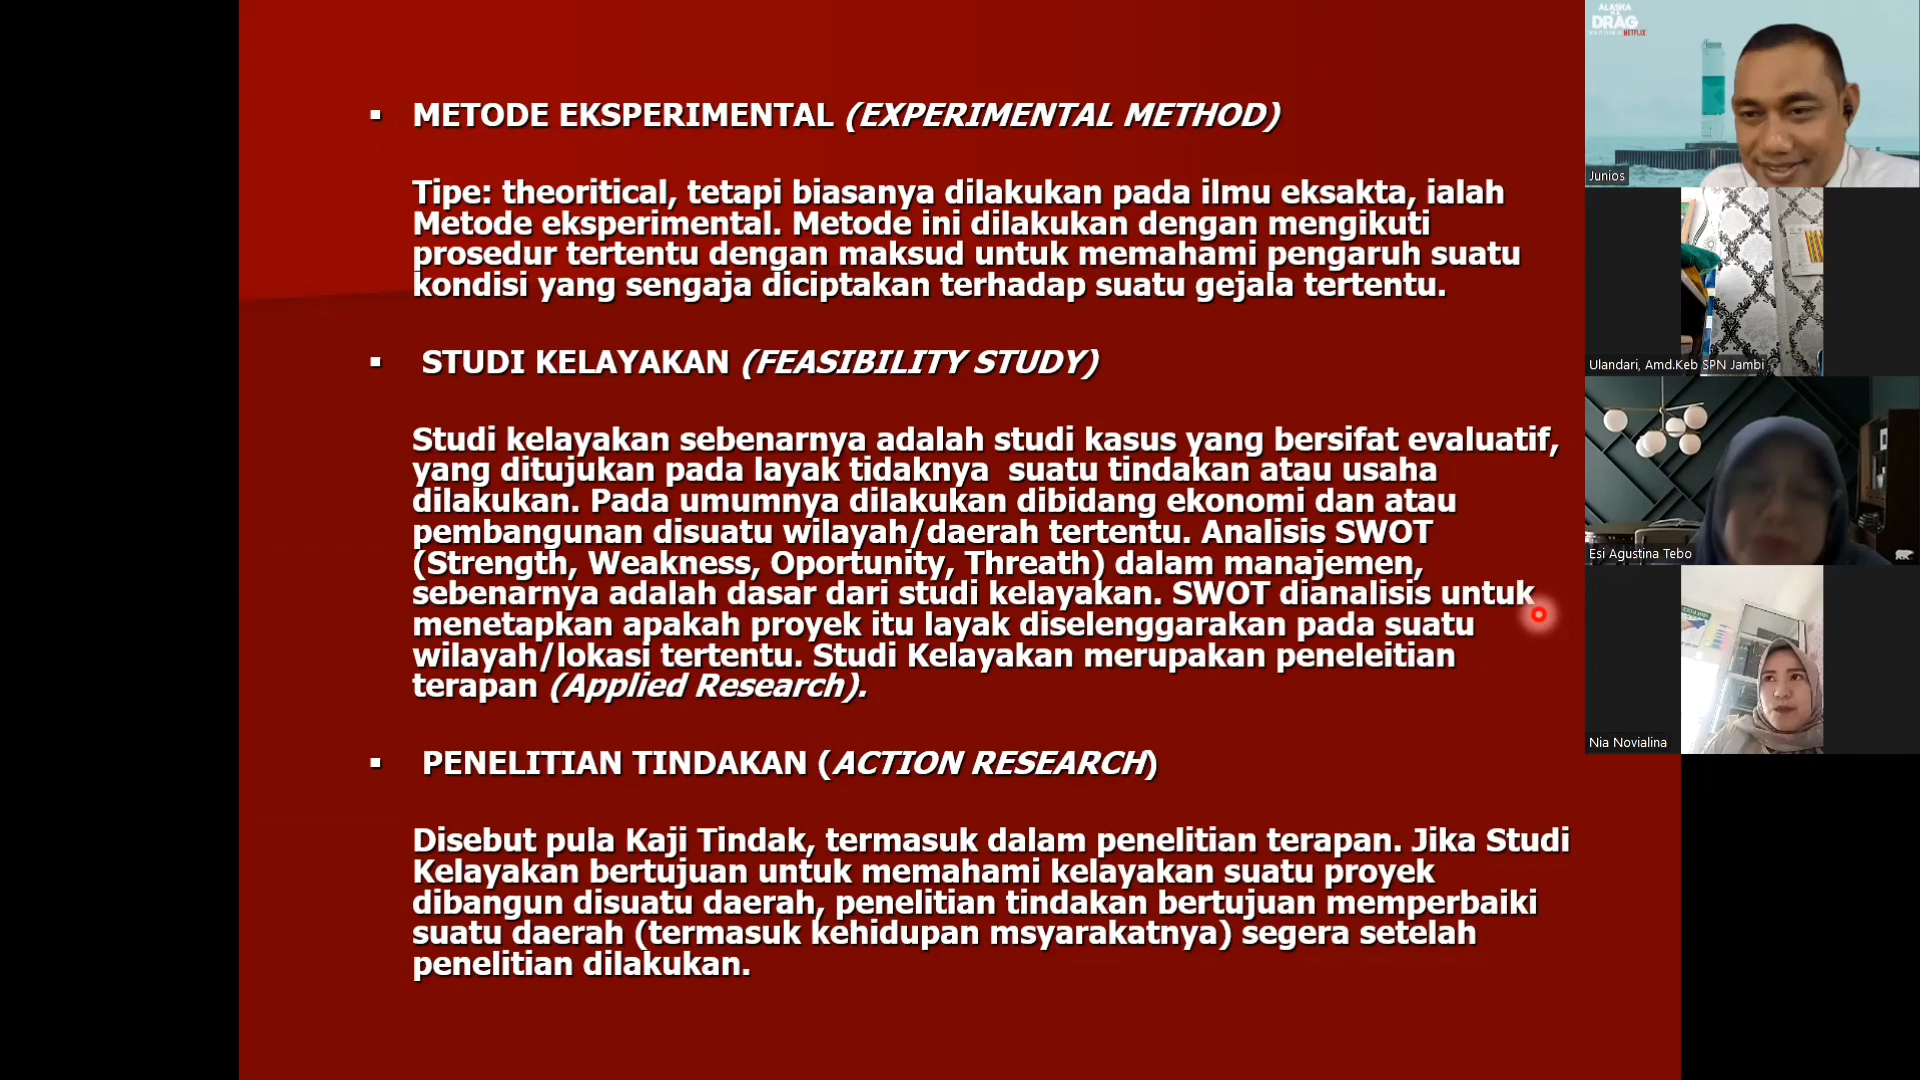 ▪ METODE EKSPERIMENTAL (EXPERIMENTAL METHOD)
Tipe: theoritical, tetapi biasanya dilakukan pada ilmu eksakta, ialah
Metode eksperimental. Metode ini dilakukan dengan mengikuti
prosedur tertentu dengan maksud untuk memahami pengaruh suatu
kondisi yang sengaja diciptakan terhadap suatu gejala tertentu.
▪ STUDI KELAYAKAN (FEASIBILITY STUDY)
Studi kelayakan sebenarnya adalah studi kasus yang bersifat evaluatif,
yang ditujukan pada layak tidaknya suatu tindakan atau usaha
dilakukan. Pada umumnya dilakukan dibidang ekonomi dan atau
pembangunan disuatu wilayah/daerah tertentu. Analisis SWOT
(Strength, Weakness, Oportunity, Threath) dalam manajemen,
sebenarnya adalah dasar dari studi kelayakan. SWOT dianalisis untuk
menetapkan apakah proyek itu layak diselenggarakan pada suatu
wilayah/lokasi tertentu. Studi Kelayakan merupakan peneleitian
terapan (Applied Research).
▪ PENELITIAN TINDAKAN (ACTION RESEARCH)
Disebut pula Kaji Tindak, termasuk dalam penelitian terapan. Jika Studi
Kelayakan bertujuan untuk memahami kelayakan suatu proyek
dibangun disuatu daerah, penelitian tindakan bertujuan memperbaiki
suatu daerah (termasuk kehidupan msyarakatnya) segera setelah
penelitian dilakukan.
ALASKA
DRAG
NETFLIX
Junios
Ulandari, Amd.Keb SPN Jambi
Esi Agustina Tebo
Nia Novialina